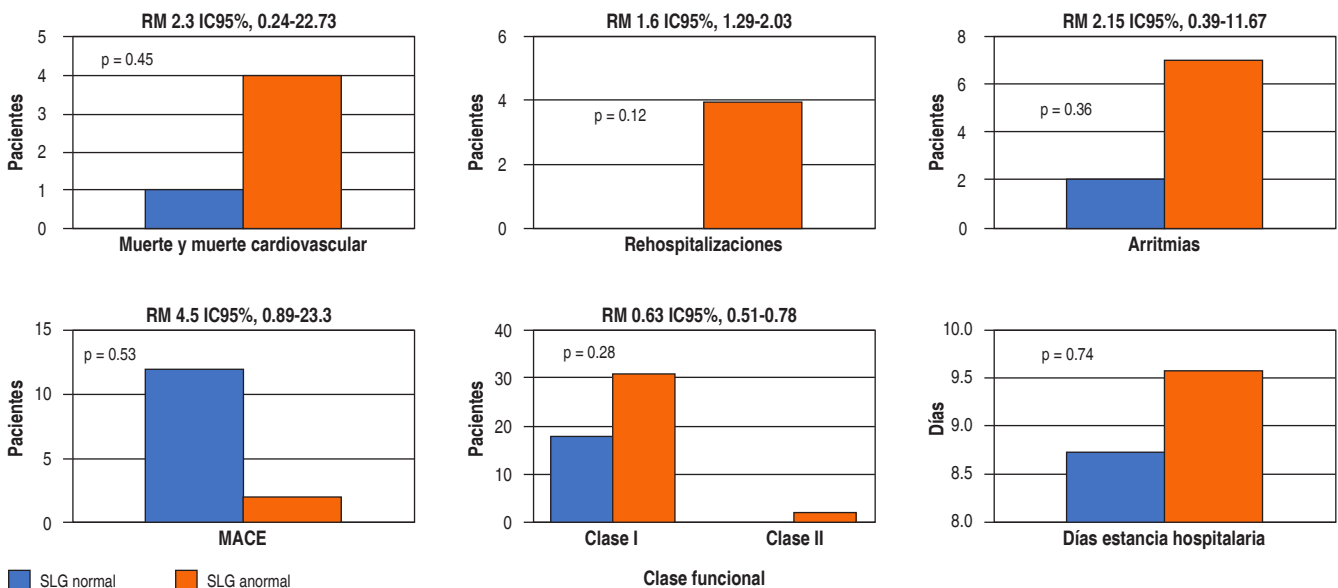 RM 2.3 IC95%, 0.24-22.73
Pacientes
5
4
3
2
1
0
p = 0.45
Muerte y muerte cardiovascular
RM 1.6 IC95%, 1.29-2.03
Pacientes
6
4
2
0
p = 0.12
Rehospitalizaciones
RM 2.15 IC95%, 0.39-11.67
Pacientes
8
6
4
2
0
p = 0.36
Arritmias
RM 4.5 IC95%, 0.89-23.3
Pacientes
15
10
5
0
p = 0.53
MACE
RM 0.63 IC95%, 0.51-0.78
Pacientes
40
30
20
10
0
p = 0.28
Clase I
Clase II
Clase funcional
Días
10.0
9.5
9.0
8.5
8.0
p = 0.74
Días estancia hospitalaria
SLG normal
SLG anormal